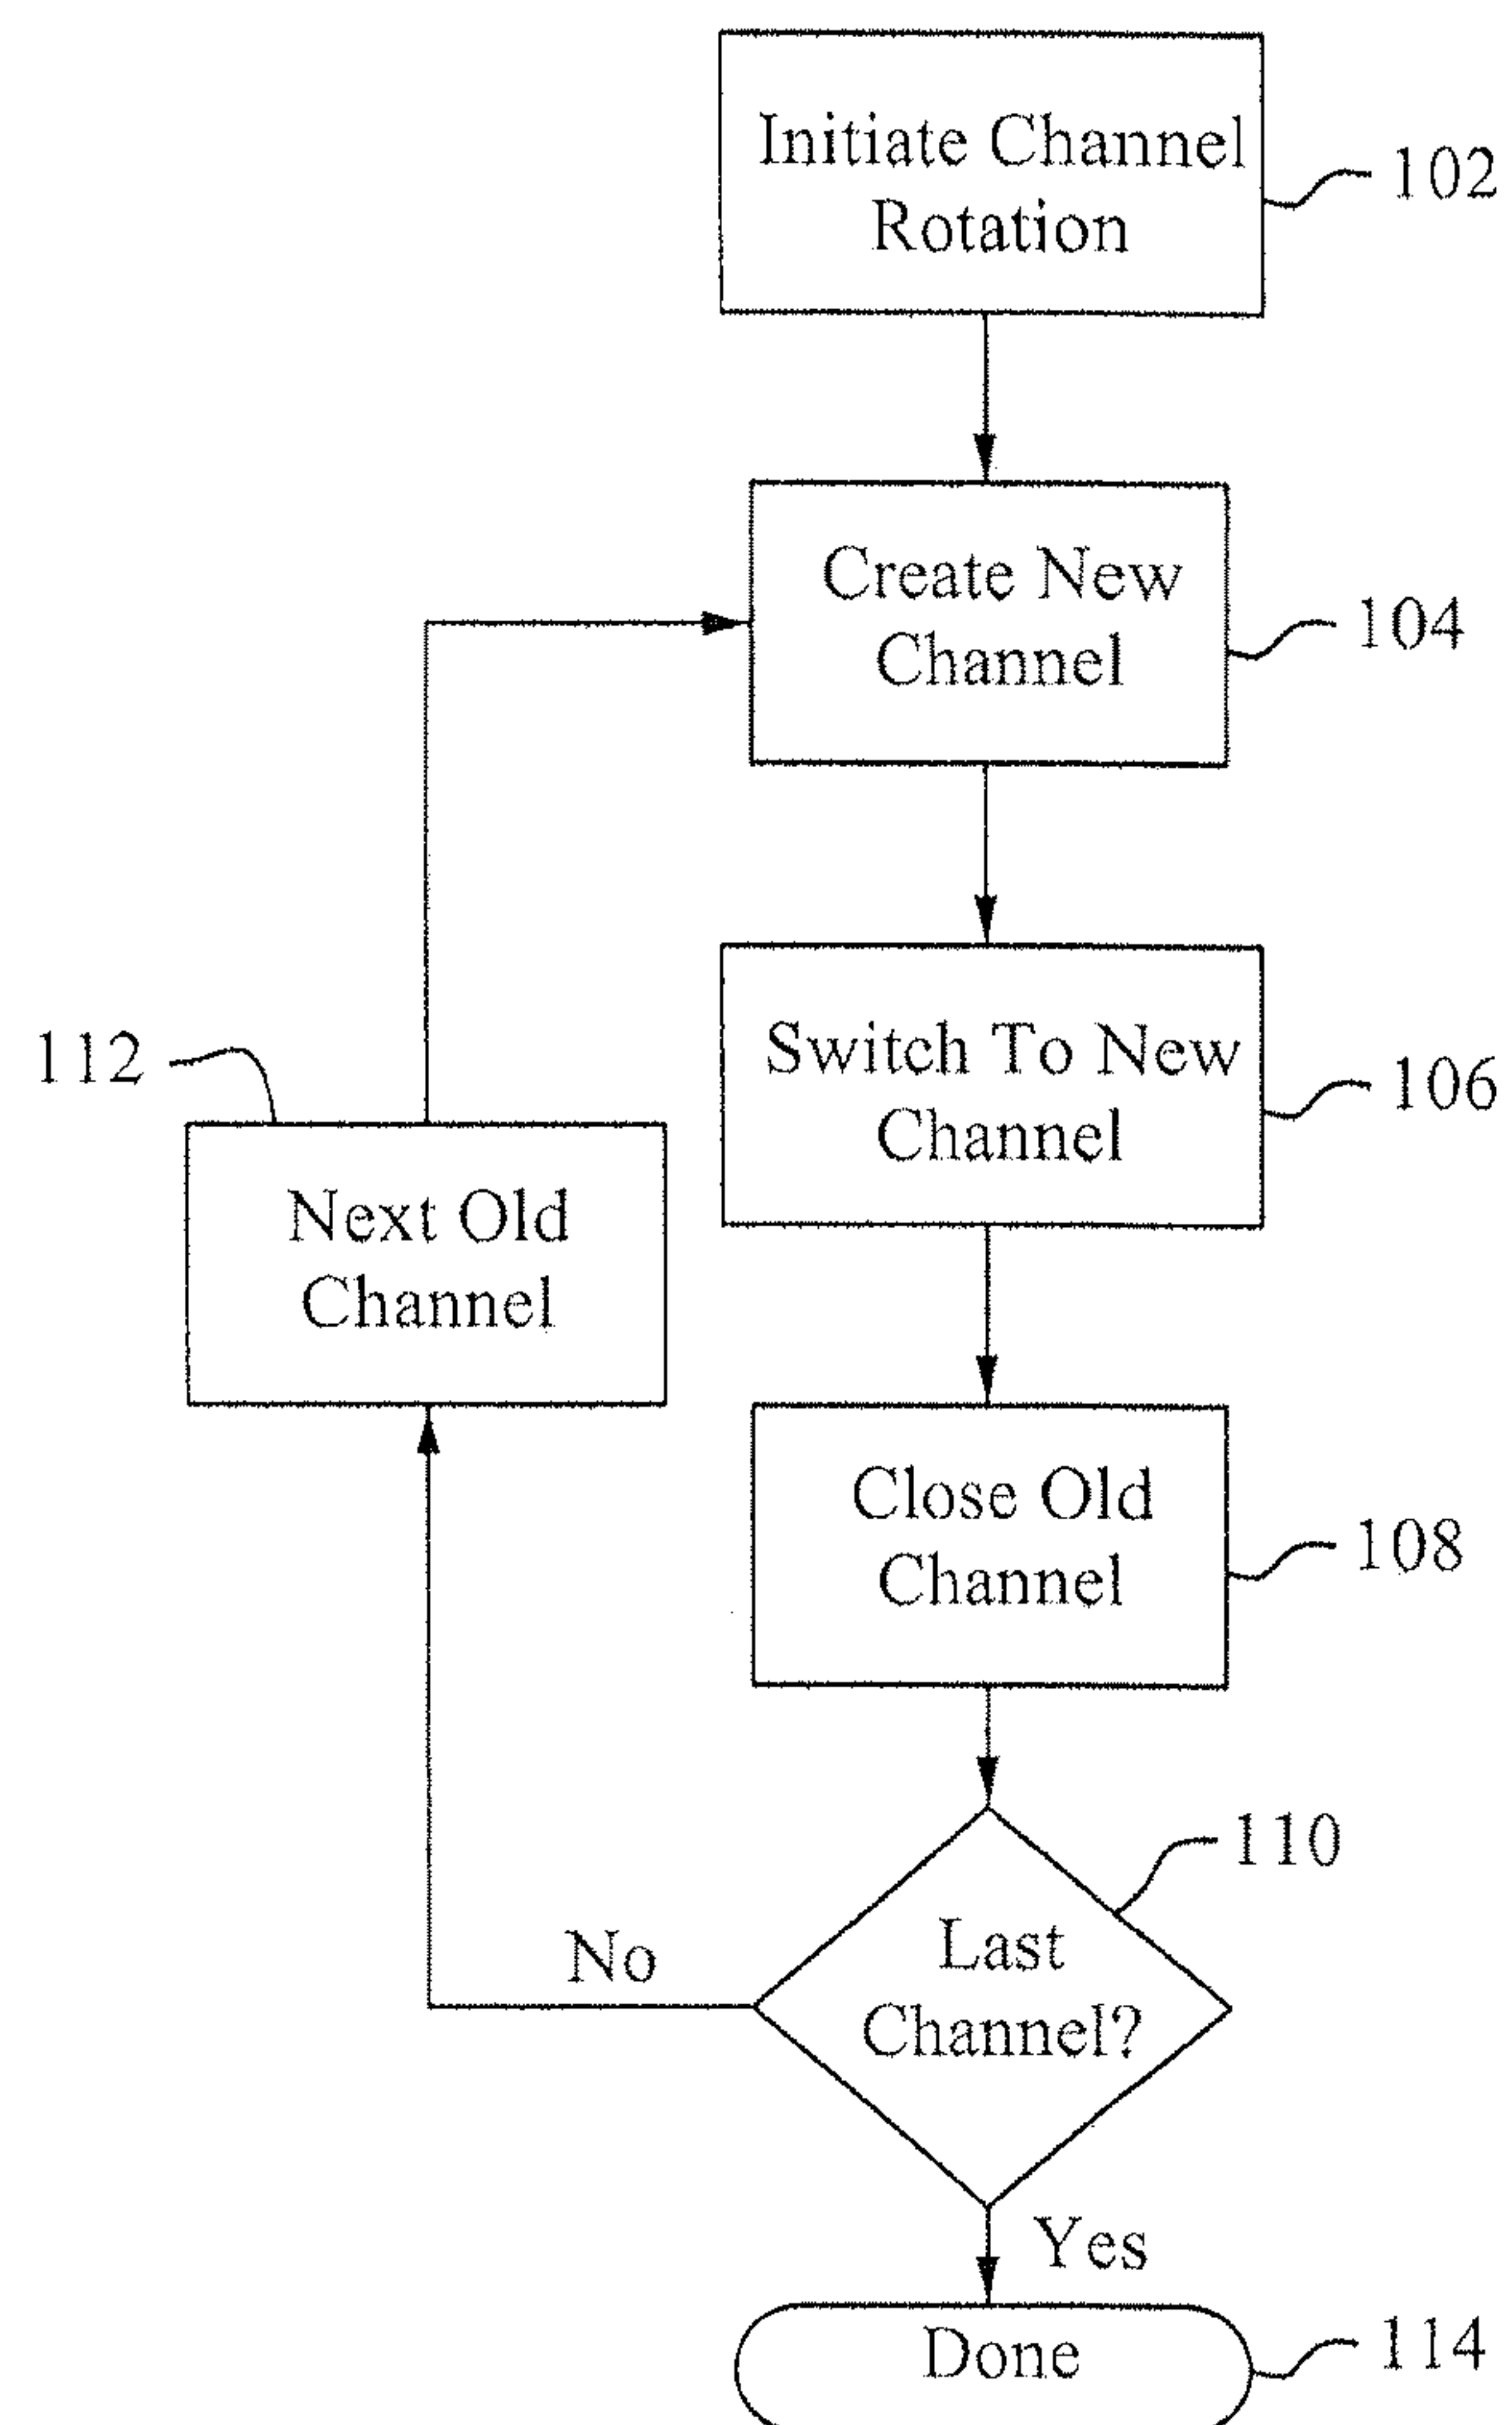 Initiate Channel
Rotation
102
Create New
Channel
104
Switch To New
Channel
106
112
Next Old
Channel
Close Old
Channel
108
110
Last
Channel?
No
Yes
Done
114